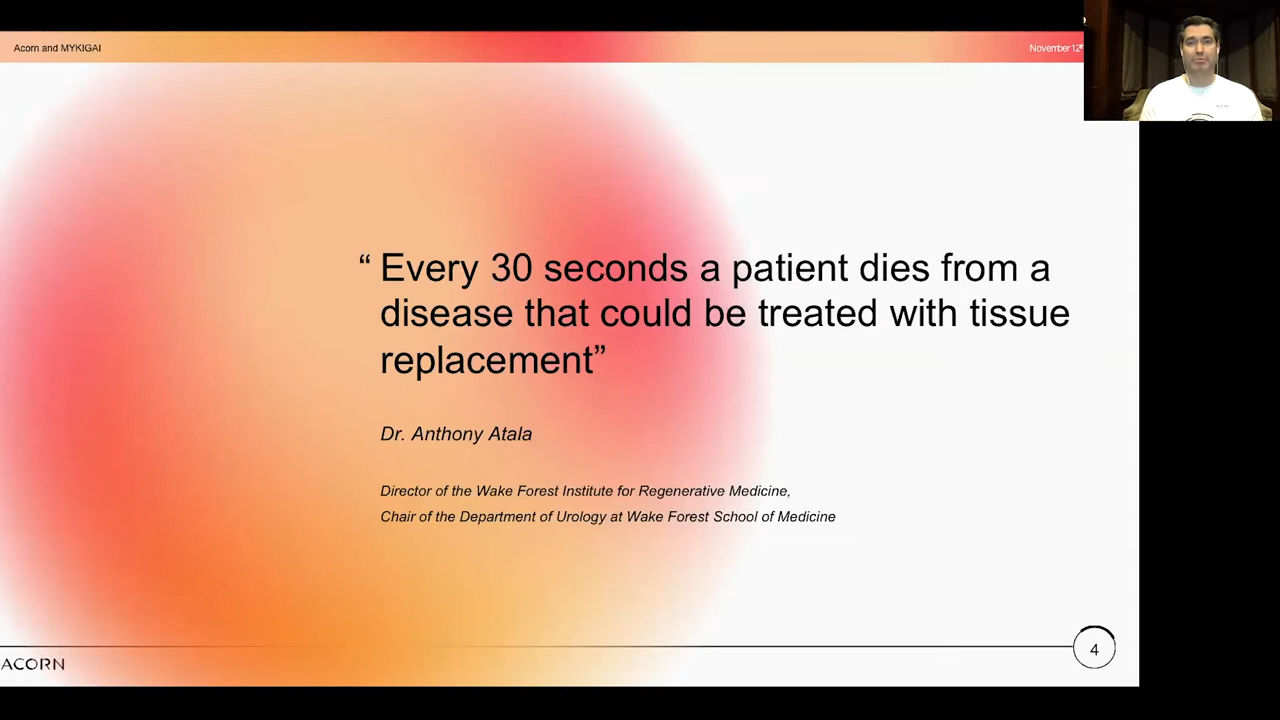 Acorn and MYKIGAI
November 12
“ Every 30 seconds a patient dies from a
disease that could be treated with tissue
replacement”
Dr. Anthony Atala
Director of the Wake Forest Institute for Regenerative Medicine,
Chair of the Department of Urology at Wake Forest School of Medicine
ACORN
4